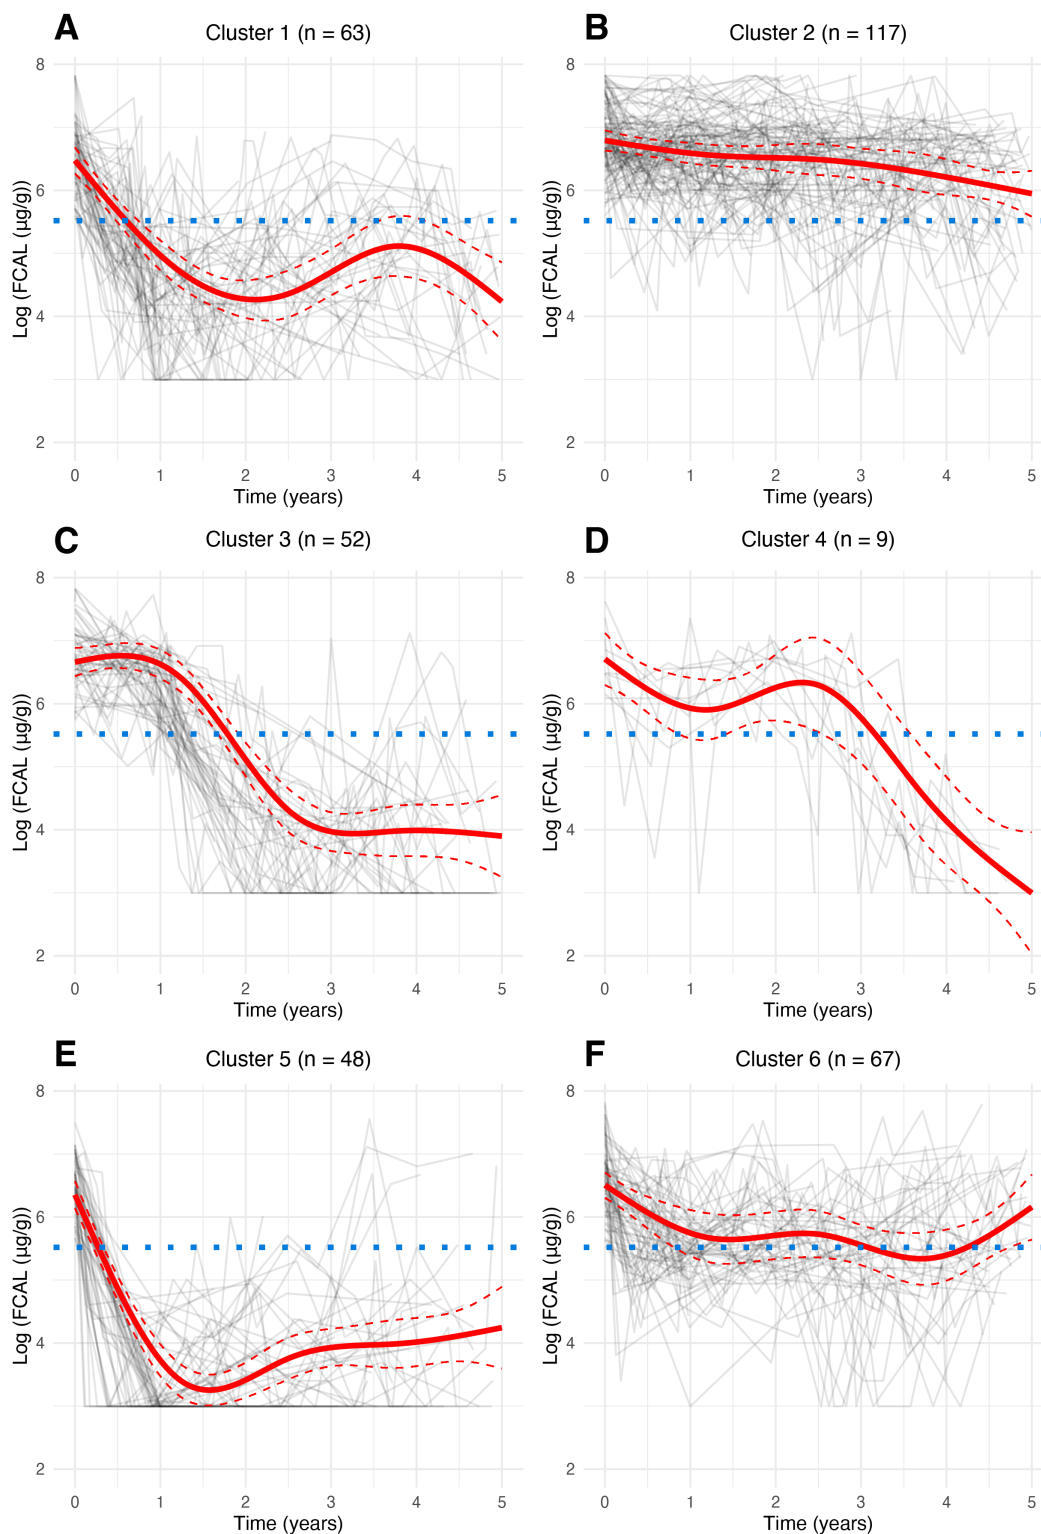 A
Cluster 1 (n = 63)
8
6
4
2
Log (FCAL (µg/g))
0 1 2 3 4 5
Time (years)
B
Cluster 2 (n = 117)
8
6
4
2
Log (FCAL (µg/g))
0 1 2 3 4 5
Time (years)
C
Cluster 3 (n = 52)
8
6
4
2
Log (FCAL (µg/g))
0 1 2 3 4 5
Time (years)
D
Cluster 4 (n = 9)
8
6
4
2
Log (FCAL (µg/g))
0 1 2 3 4 5
Time (years)
E
Cluster 5 (n = 48)
8
6
4
2
Log (FCAL (µg/g))
0 1 2 3 4 5
Time (years)
F
Cluster 6 (n = 67)
8
6
4
2
Log (FCAL (µg/g))
0 1 2 3 4 5
Time (years)